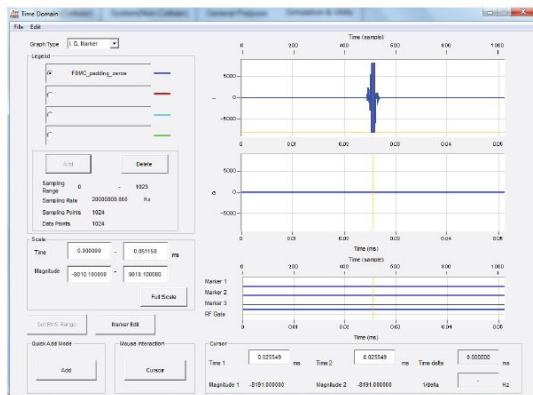 Time Domain
File Edit
Graph Type I, Q, Marker
Legend
FBMC_padding_zeros
Add Delete
Sampling Range 0 - 1023
Sampling Rate 20000000.000 Hz
Sampling Points 1024
Data Points 1024
Scale
Time 0.000000 - 0.051150 ms
Magnitude -9010.100000 - 9010.100000
Full Scale
Set RMS Range Marker Edit
Quick Add Mode
Add
Mouse Interaction
Cursor
Time (sample)
0 200 400 600 800 1000
5000
0
-5000
I
0 0.01 0.02 0.03 0.04 0.05
5000
0
-5000
Q
0 0.01 0.02 0.03 0.04 0.05
Time (ms)
Time (sample)
0 200 400 600 800 1000
Marker 1
Marker 2
Marker 3
RF Gate
0 0.01 0.02 0.03 0.04 0.05
Time (ms)
Cursor
Time 1 0.025549 ms Time 2 0.025549 ms Time delta 0.000000 ms
Magnitude 1 -8191.000000 Magnitude 2 -8191.000000 1/delta - Hz